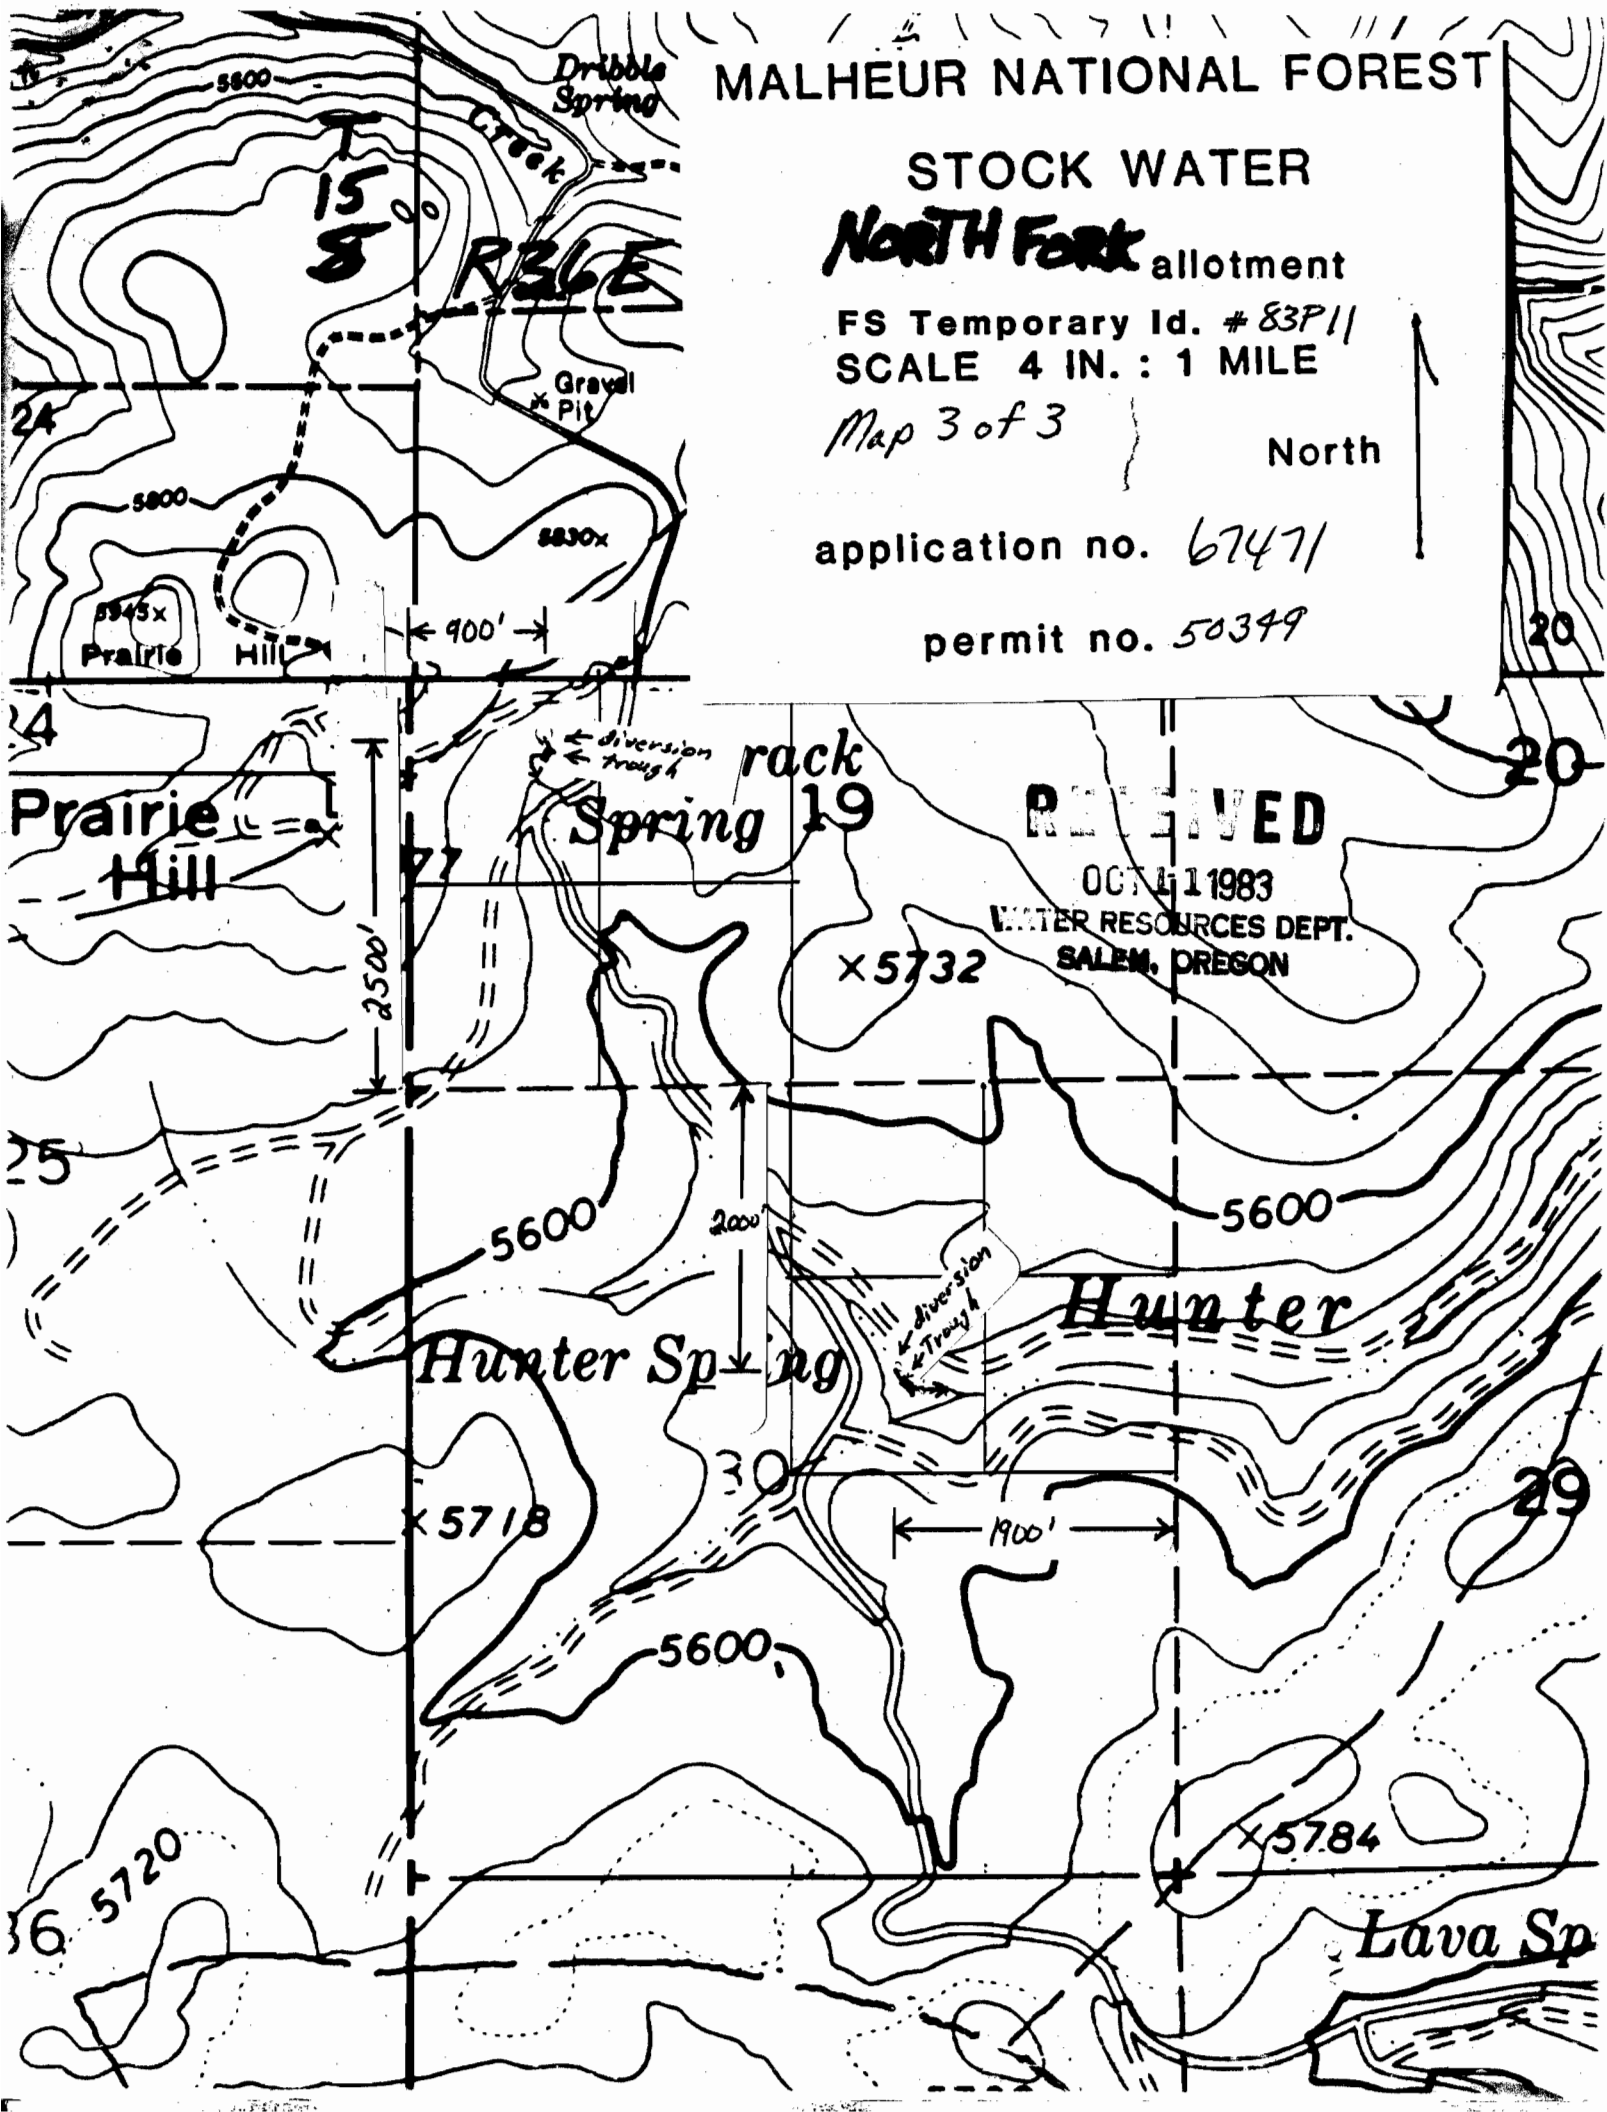 MALHEUR NATIONAL FOREST
STOCK WATER
NORTH FORK allotment
FS Temporary Id. # 83P11
SCALE 4 IN. : 1 MILE
Map 3 of 3
North
application no. 67471
permit no. 50349
Dribble
Spring
Creek
5800
T
15
S
R36E
Gravel
Pit
24
5800
5830x
5945x
Prairie Hill
900'
20
24
diversion
trough
rack
Spring
19
20
Prairie
Hill
77
RECEIVED
OCT 11 1983
WATER RESOURCES DEPT.
SALEM, OREGON
2500'
x5732
25
5600
2000'
5600
diversion
Trough
Hunter
Hunter Spring
30
x5718
1900'
29
5600
x5784
5720
36
Lava Sp